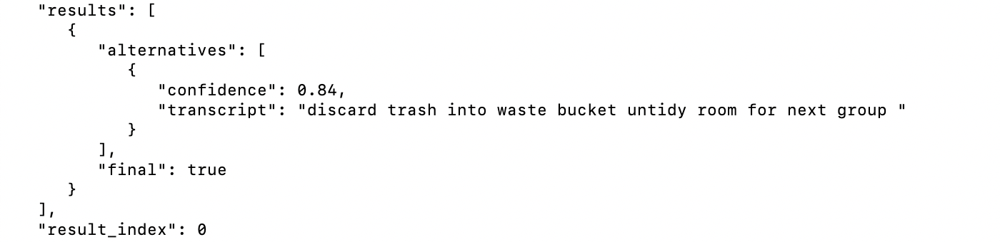 "results": [
{
"alternatives": [
{
"confidence": 0.84,
"transcript": "discard trash into waste bucket untidy room for next group "
}
],
"final": true
}
],
"result_index": 0